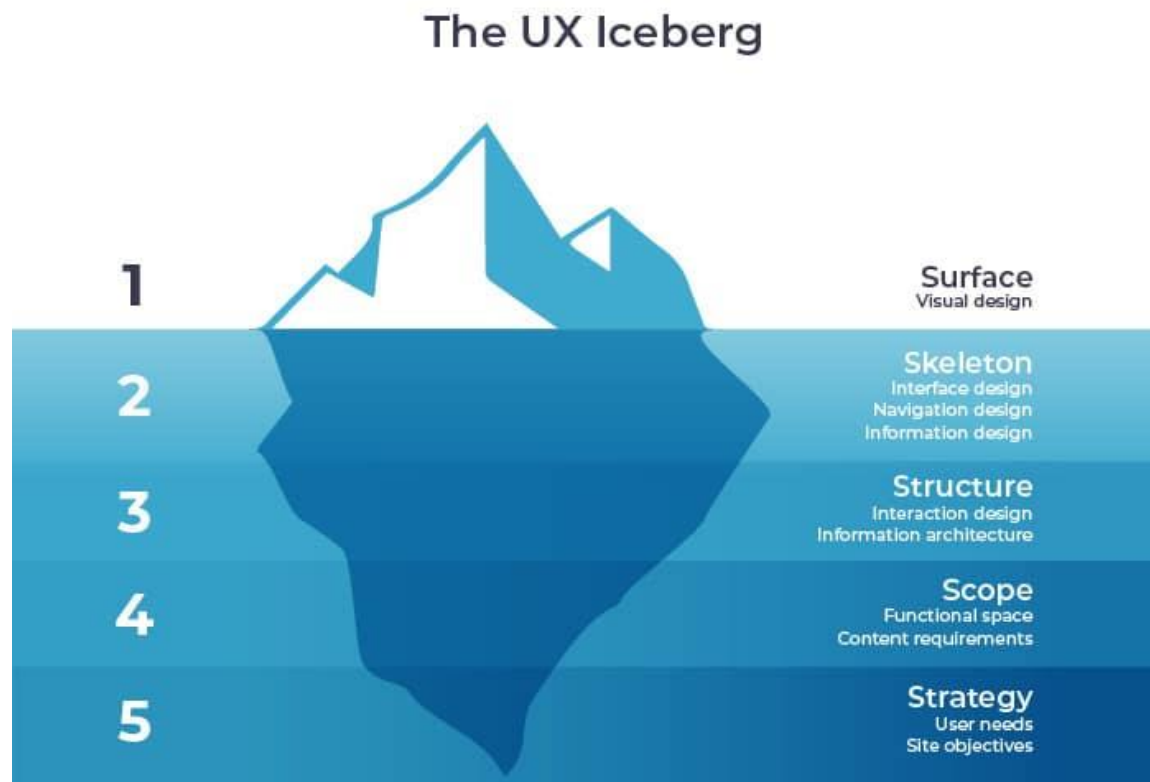 The UX Iceberg
1
Surface
Visual design
2
Skeleton
Interface design
Navigation design
Information design
3
Structure
Interaction design
Information architecture
4
Scope
Functional space
Content requirements
5
Strategy
User needs
Site objectives